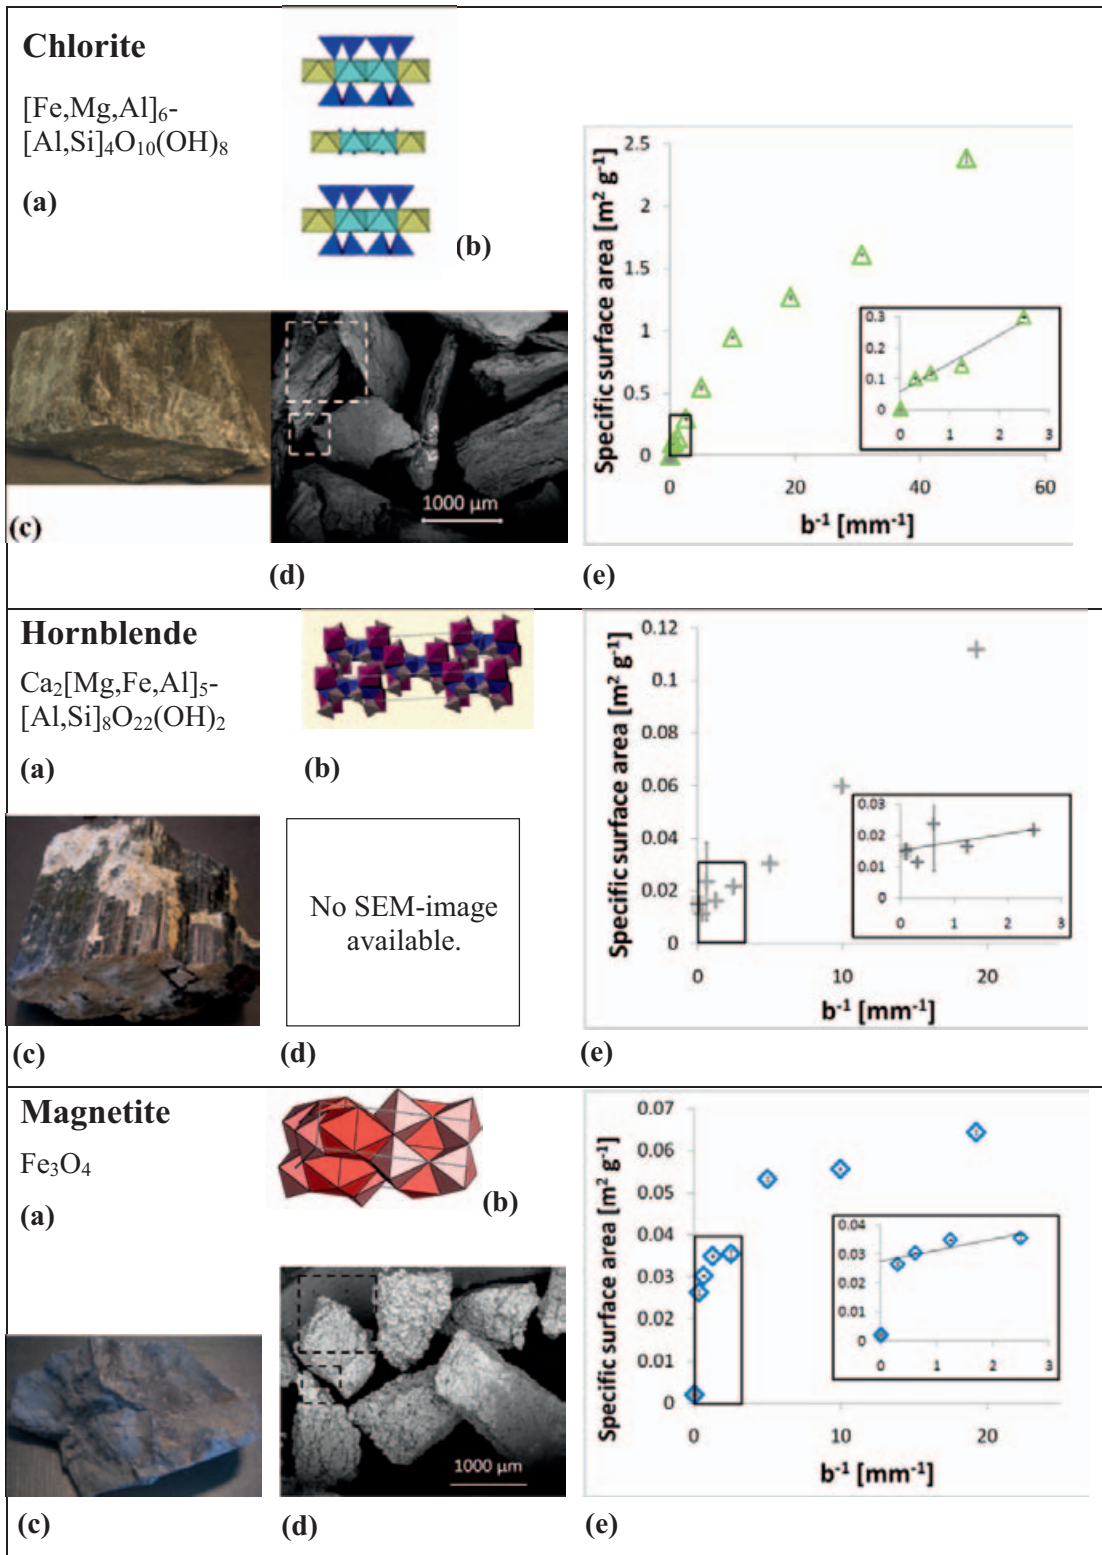 Chlorite
[Fe,Mg,Al]6-
[Al,Si]4O10(OH)8
(a)
(b)
(c)
1000 µm
(d)
Specific surface area [m2 g-1]
2.5
2
1.5
1
0.5
0
0
20
40
60
b-1 [mm-1]
0.3
0.2
0.1
0
0
1
2
3
(e)
Hornblende
Ca2[Mg,Fe,Al]5-
[Al,Si]8O22(OH)2
(a)
(b)
(c)
No SEM-image
available.
(d)
Specific surface area [m2 g-1]
0.12
0.1
0.08
0.06
0.04
0.02
0
0
10
20
b-1 [mm-1]
0.03
0.02
0.01
0
0
1
2
3
(e)
Magnetite
Fe3O4
(a)
(b)
(c)
1000 µm
(d)
Specific surface area [m2 g-1]
0.07
0.06
0.05
0.04
0.03
0.02
0.01
0
0
10
20
b-1 [mm-1]
0.04
0.03
0.02
0.01
0
0
1
2
3
(e)